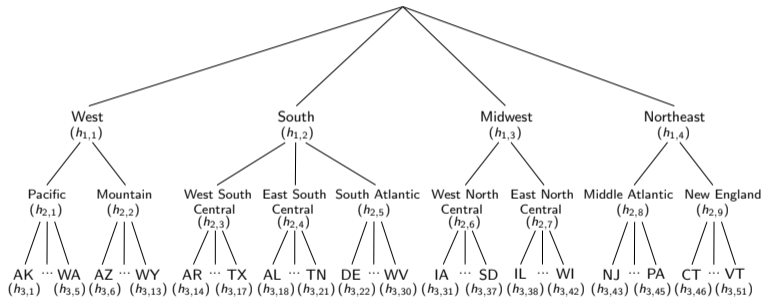 West South Midwest Northeast
(h1,1) (h1,2) (h1,3) (h1,4)
Pacific Mountain West South East South South Atlantic West North East North Middle Atlantic New England
(h2,1) (h2,2) Central Central (h2,5) Central Central (h2,8) (h2,9)
(h2,3) (h2,4) (h2,6) (h2,7)
AK ... WA AZ ... WY AR ... TX AL ... TN DE ... WV IA ... SD IL ... WI NJ ... PA CT ... VT
(h3,1) (h3,5) (h3,6) (h3,13) (h3,14) (h3,17) (h3,18) (h3,21) (h3,22) (h3,30) (h3,31) (h3,37) (h3,38) (h3,42) (h3,43) (h3,45) (h3,46) (h3,51)